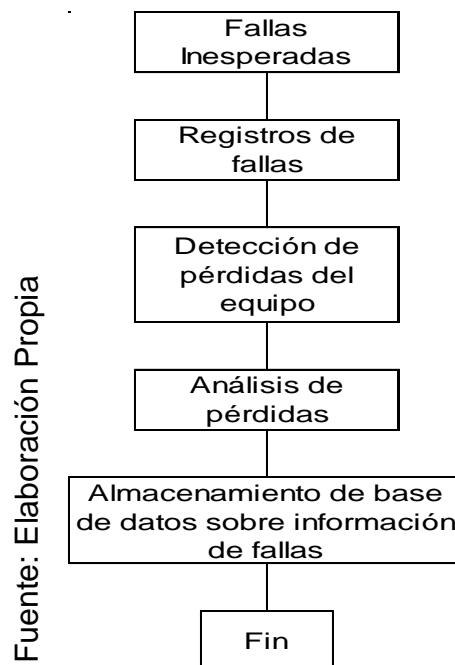 Fallas
Inesperadas
Registros de
fallas
Detección de
pérdidas del
equipo
Análisis de
pérdidas
Almacenamiento de base
de datos sobre información
de fallas
Fin
Fuente: Elaboración Propia